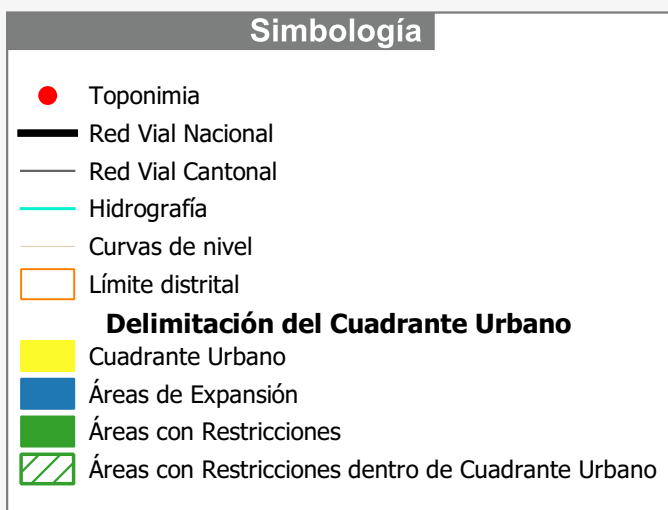 Simbología
Toponimia
Red Vial Nacional
Red Vial Cantonal
Hidrografía
Curvas de nivel
Límite distrital
Delimitación del Cuadrante Urbano
Cuadrante Urbano
Áreas de Expansión
Áreas con Restricciones
Áreas con Restricciones dentro de Cuadrante Urbano